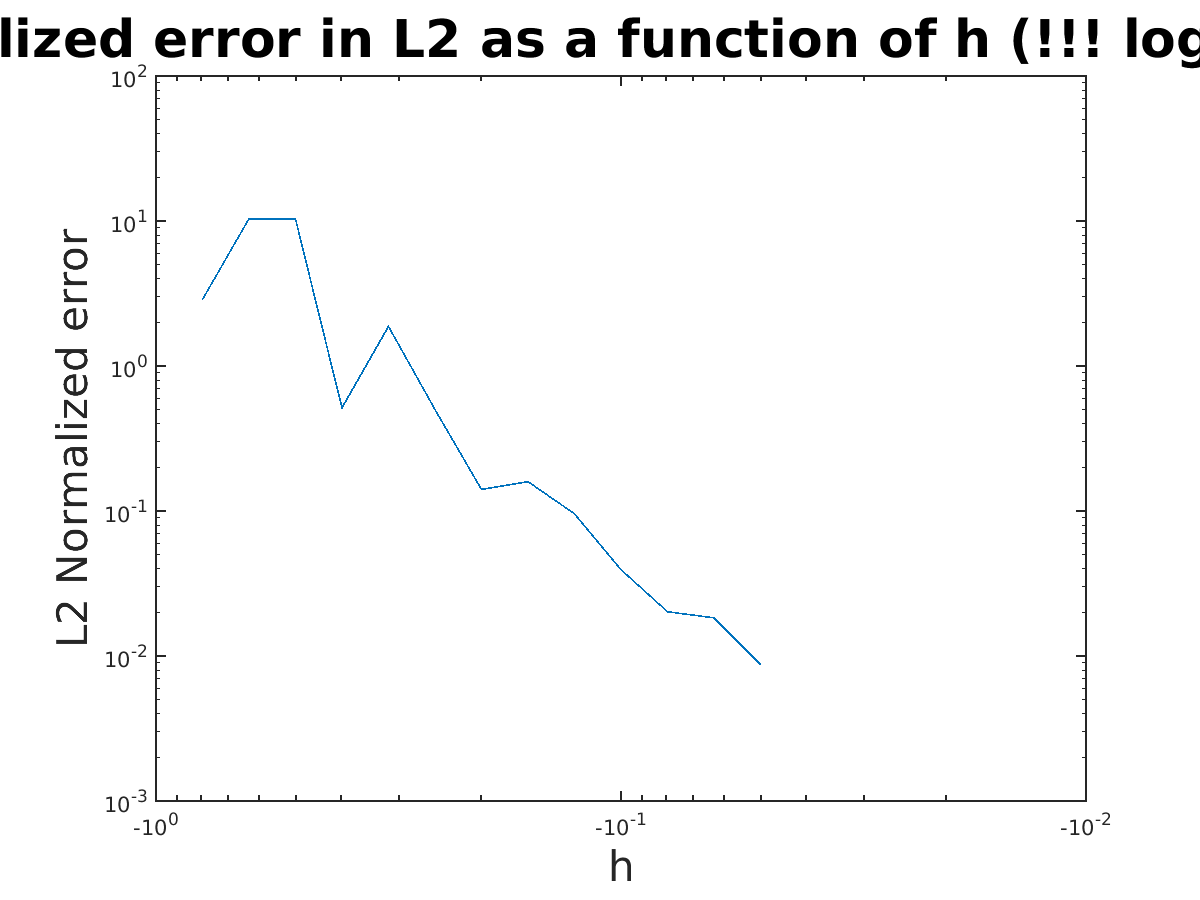 lized error in L2 as a function of h (!!! log
10^2
10^1
10^0
10^-1
10^-2
10^-3
L2 Normalized error
-10^0 -10^-1 -10^-2
h